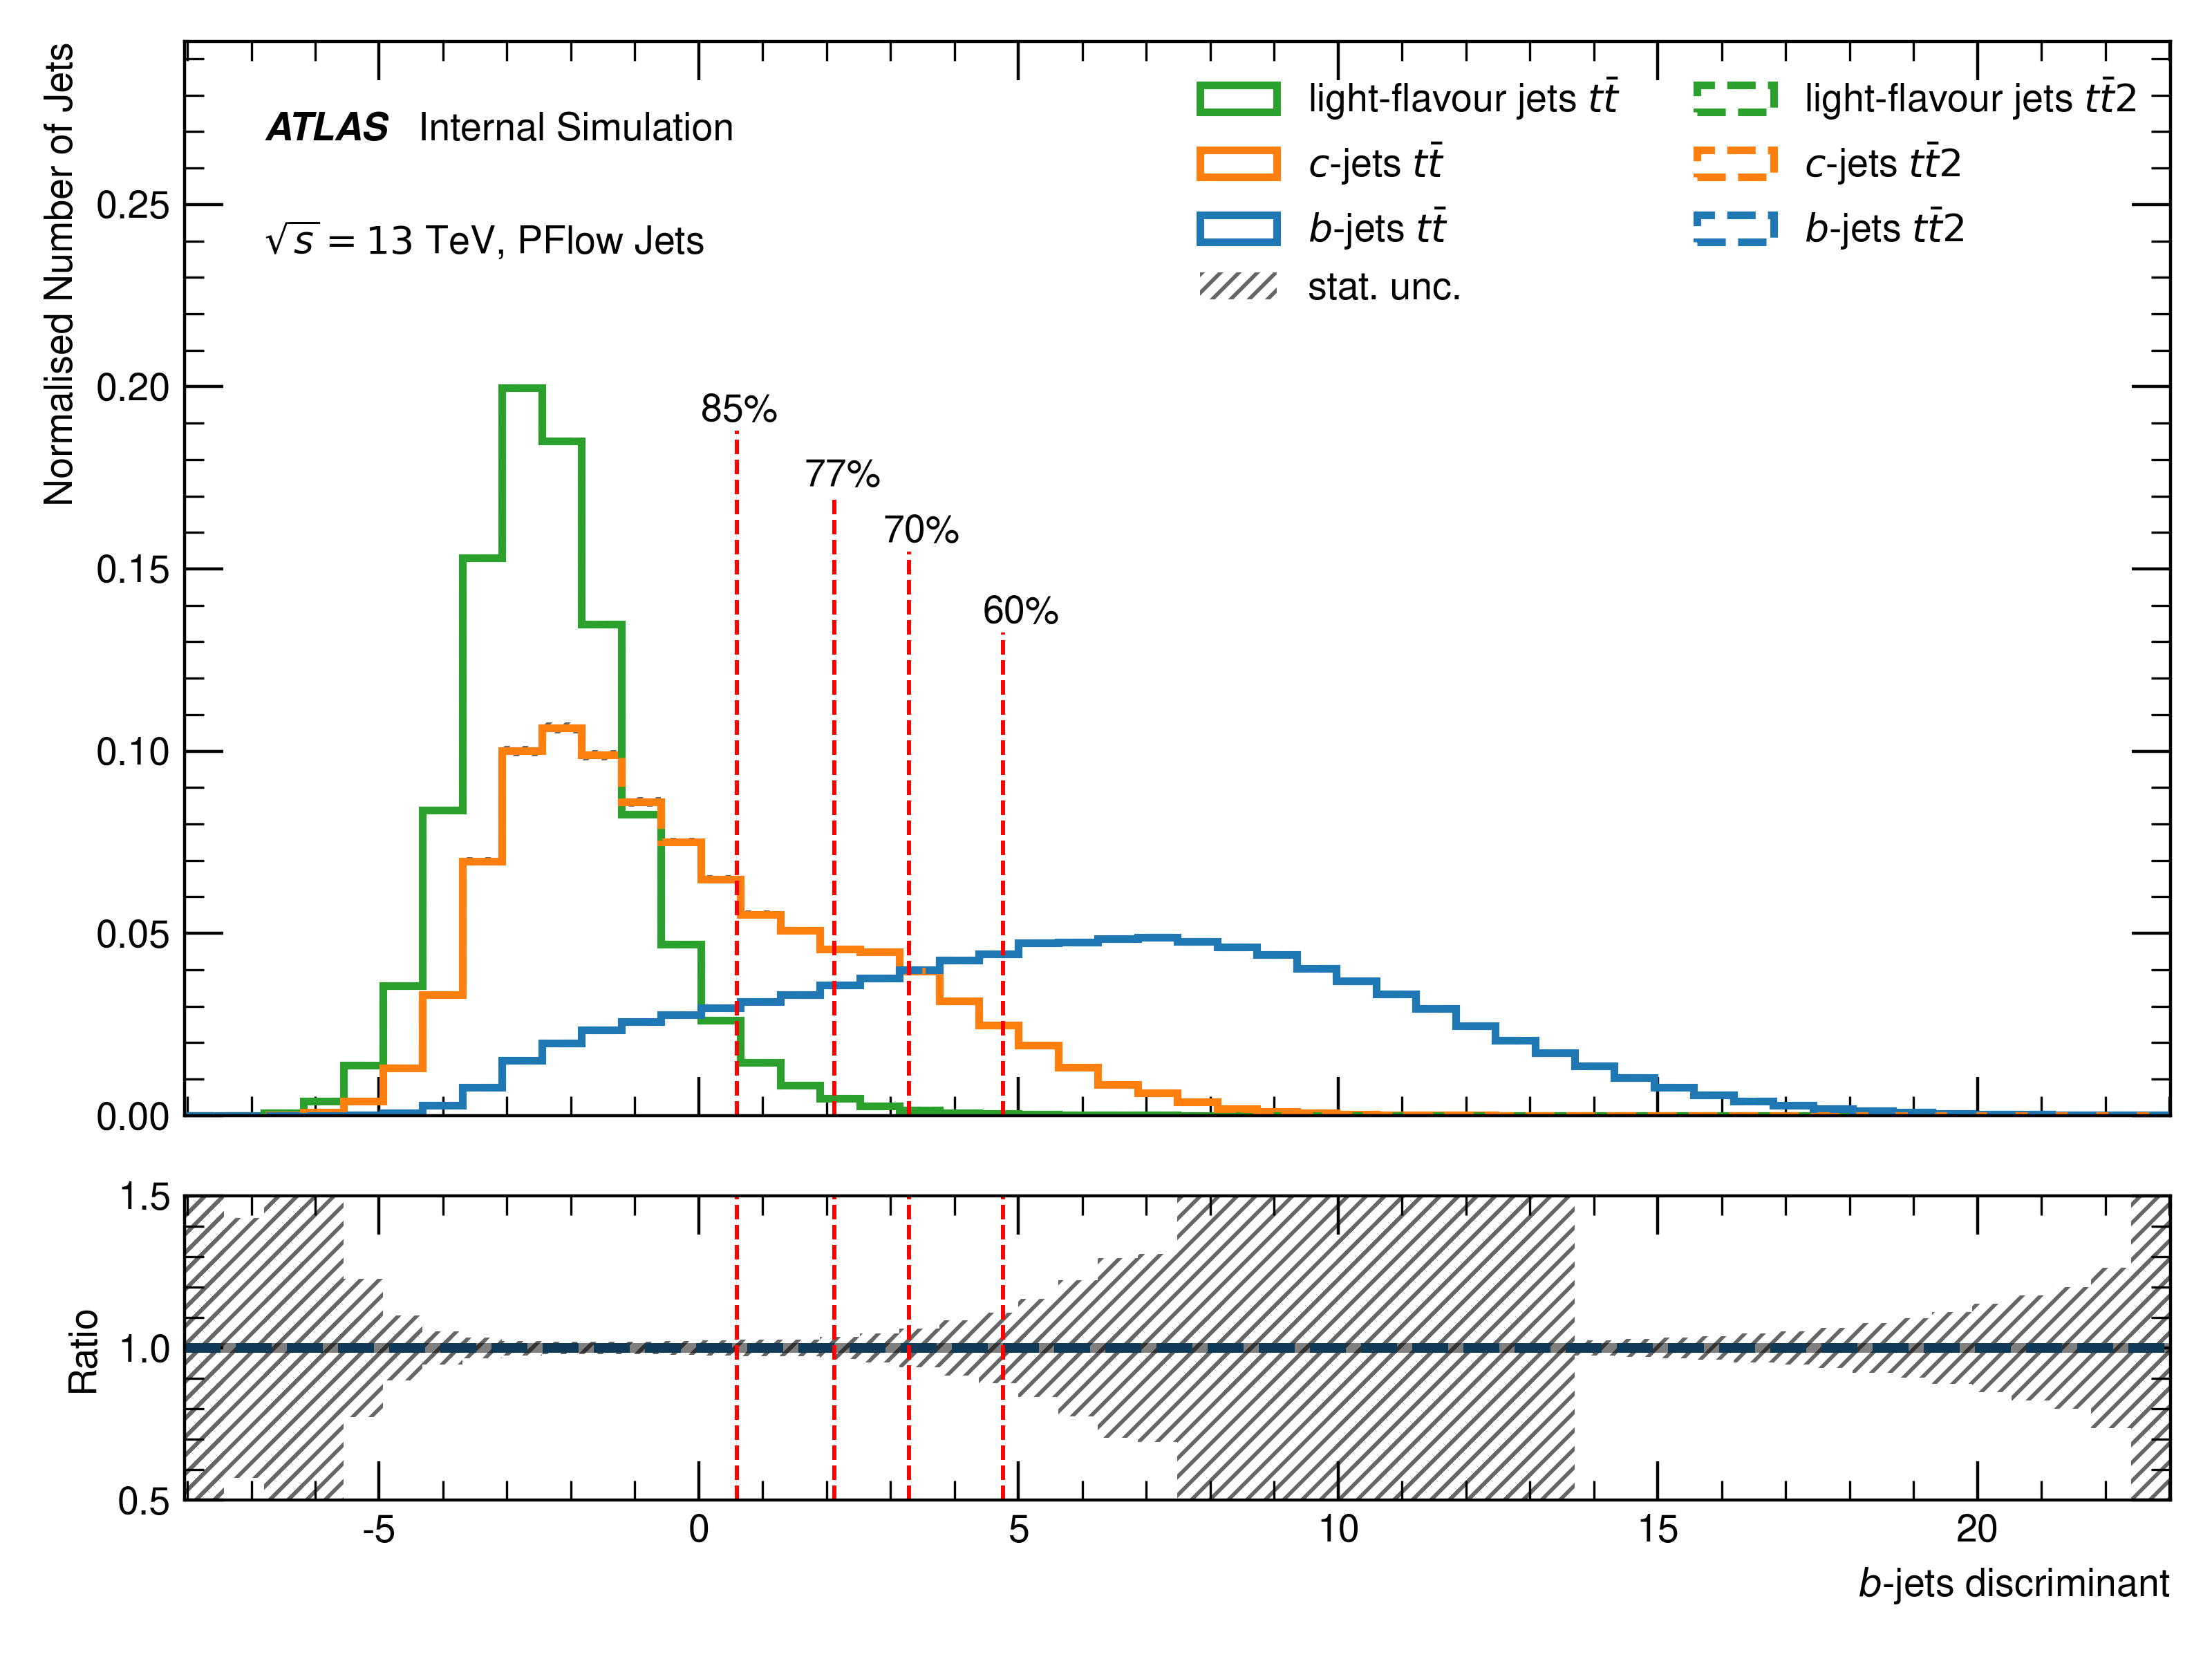 Normalised Number of Jets
ATLAS Internal Simulation
√s = 13 TeV, PFlow Jets
light-flavour jets tt̄
c-jets tt̄
b-jets tt̄
stat. unc.
light-flavour jets tt̄2
c-jets tt̄2
b-jets tt̄2
0.25
0.20
0.15
0.10
0.05
0.00
85%
77%
70%
60%
Ratio
1.5
1.0
0.5
-5 0 5 10 15 20
b-jets discriminant